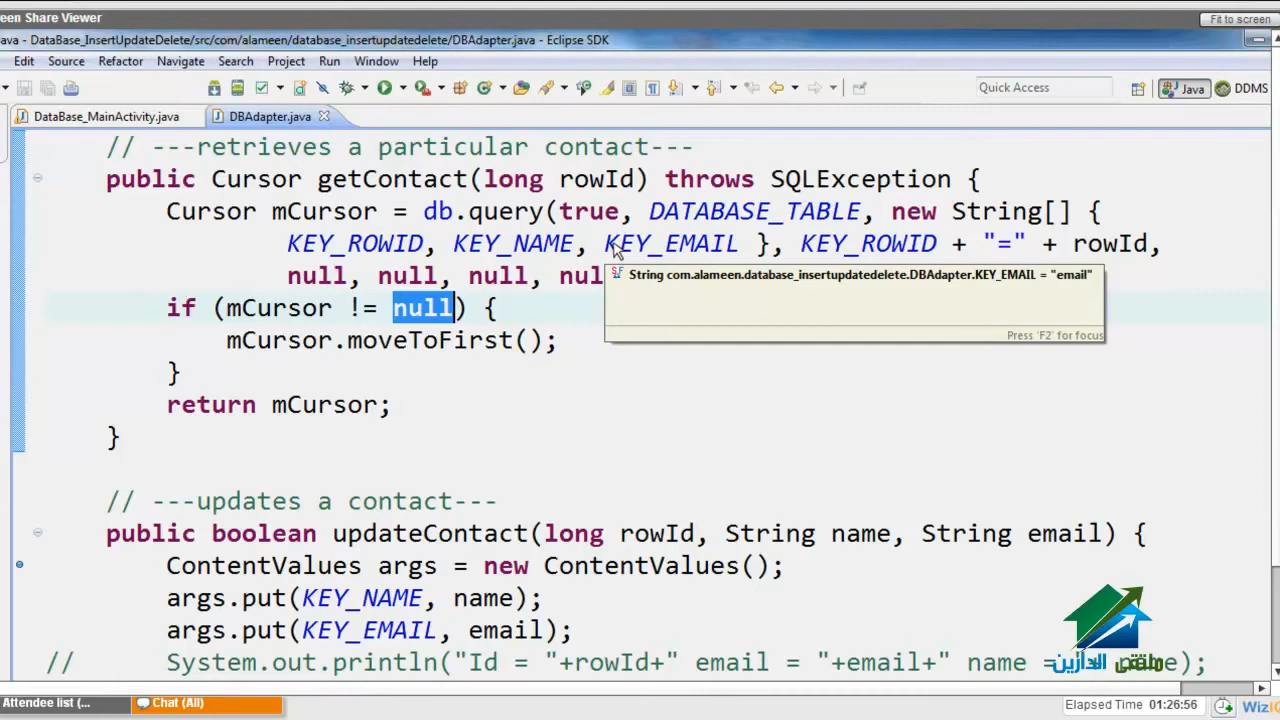 een Share Viewer
Fit to screen
ava - DataBase_InsertUpdateDelete/src/com/alameen/database_insertupdatedelete/DBAdapter.java - Eclipse SDK
Edit Source Refactor Navigate Search Project Run Window Help
Quick Access
Java
DDMS
DataBase_MainActivity.java
DBAdapter.java
// ---retrieves a particular contact---
public Cursor getContact(long rowId) throws SQLException {
Cursor mCursor = db.query(true, DATABASE_TABLE, new String[] {
KEY_ROWID, KEY_NAME, KEY_EMAIL }, KEY_ROWID + "=" + rowId,
null, null, null, nul
String com.alameen.database_insertupdatedelete.DBAdapter.KEY_EMAIL = "email"
if (mCursor != null) {
Press 'F2' for focus
mCursor.moveToFirst();
}
return mCursor;
}
// ---updates a contact---
public boolean updateContact(long rowId, String name, String email) {
ContentValues args = new ContentValues();
args.put(KEY_NAME, name);
args.put(KEY_EMAIL, email);
// System.out.println("Id = "+rowId+" email = "+email+" name = name);
ملتقى الدارين
Attendee list (...
Chat (All)
Elapsed Time 01:26:56
WizI